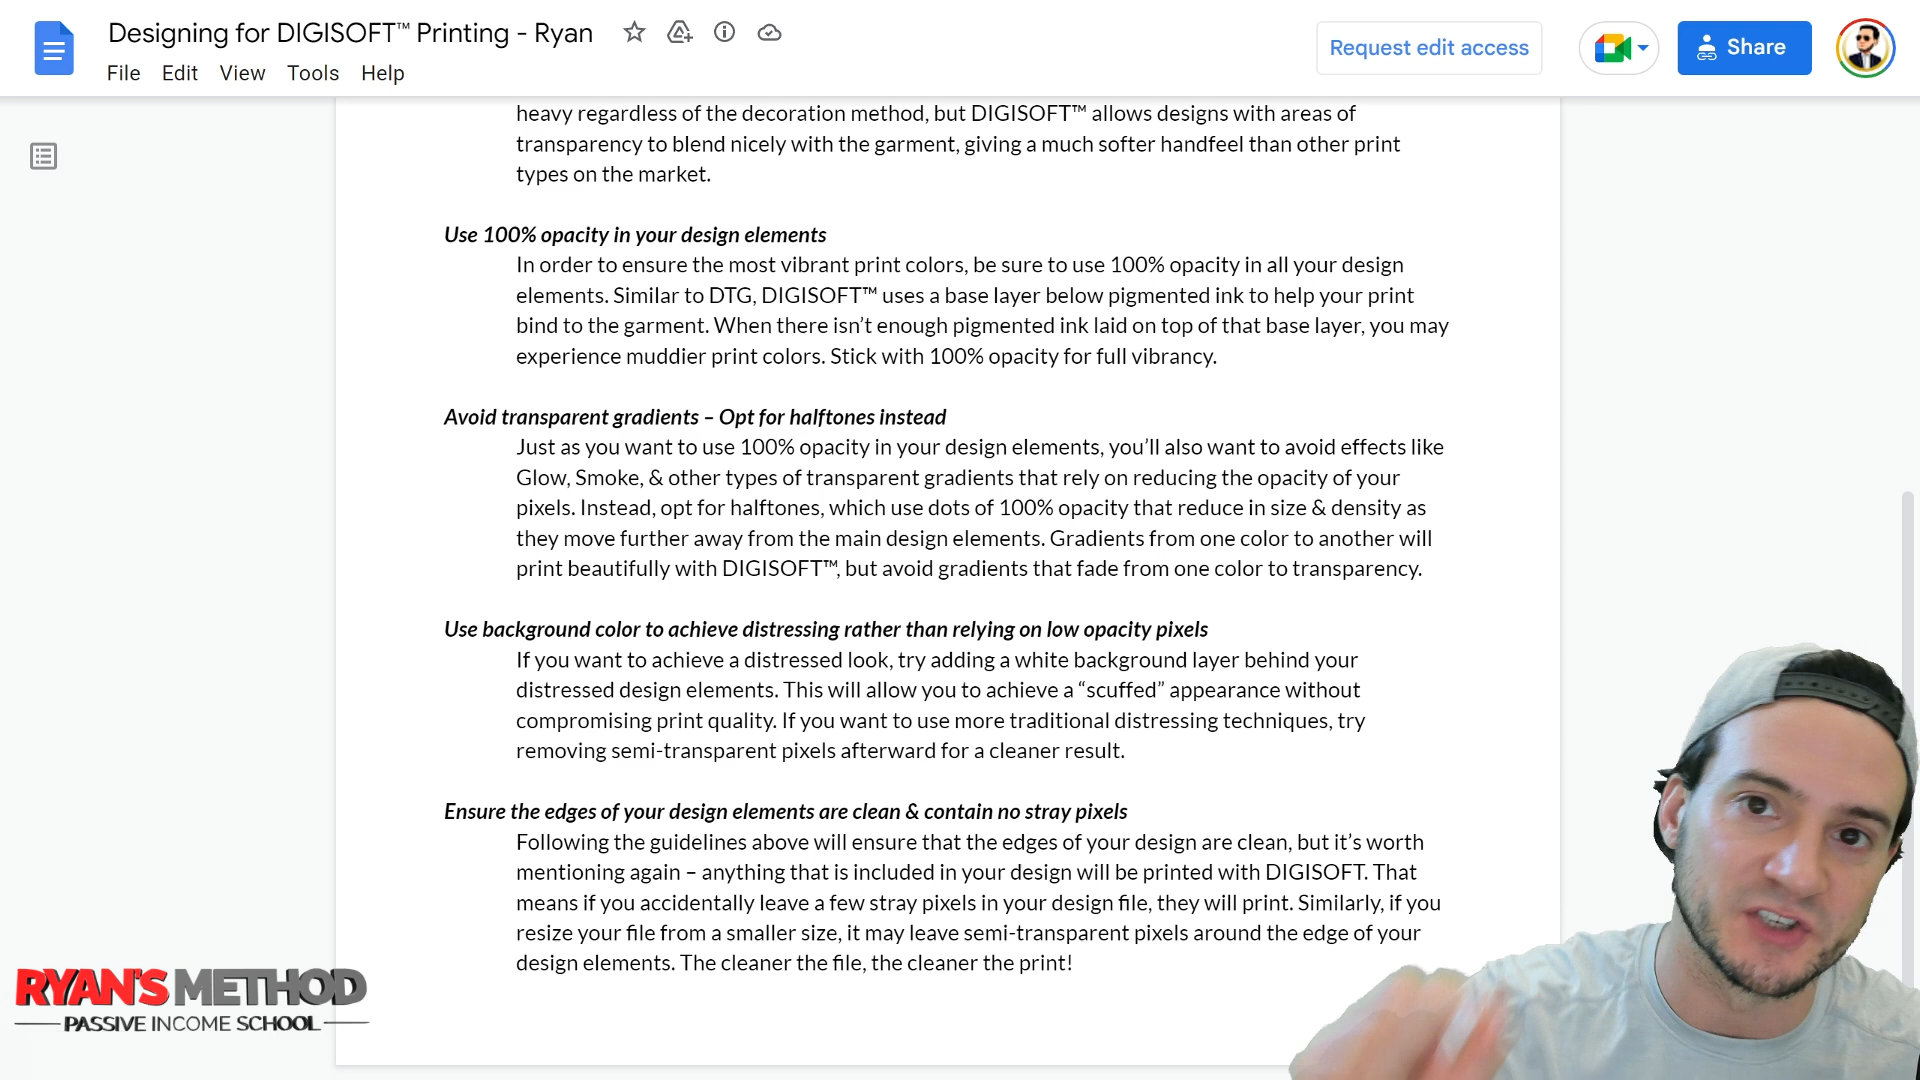 Designing for DIGISOFT™ Printing - Ryan
File Edit View Tools Help
Request edit access
Share
heavy regardless of the decoration method, but DIGISOFT™ allows designs with areas of
transparency to blend nicely with the garment, giving a much softer handfeel than other print
types on the market.
Use 100% opacity in your design elements
In order to ensure the most vibrant print colors, be sure to use 100% opacity in all your design
elements. Similar to DTG, DIGISOFT™ uses a base layer below pigmented ink to help your print
bind to the garment. When there isn’t enough pigmented ink laid on top of that base layer, you may
experience muddier print colors. Stick with 100% opacity for full vibrancy.
Avoid transparent gradients – Opt for halftones instead
Just as you want to use 100% opacity in your design elements, you’ll also want to avoid effects like
Glow, Smoke, & other types of transparent gradients that rely on reducing the opacity of your
pixels. Instead, opt for halftones, which use dots of 100% opacity that reduce in size & density as
they move further away from the main design elements. Gradients from one color to another will
print beautifully with DIGISOFT™, but avoid gradients that fade from one color to transparency.
Use background color to achieve distressing rather than relying on low opacity pixels
If you want to achieve a distressed look, try adding a white background layer behind your
distressed design elements. This will allow you to achieve a “scuffed” appearance without
compromising print quality. If you want to use more traditional distressing techniques, try
removing semi-transparent pixels afterward for a cleaner result.
Ensure the edges of your design elements are clean & contain no stray pixels
Following the guidelines above will ensure that the edges of your design are clean, but it’s worth
mentioning again – anything that is included in your design will be printed with DIGISOFT. That
means if you accidentally leave a few stray pixels in your design file, they will print. Similarly, if you
resize your file from a smaller size, it may leave semi-transparent pixels around the edge of your
design elements. The cleaner the file, the cleaner the print!
RYAN'S METHOD
PASSIVE INCOME SCHOOL